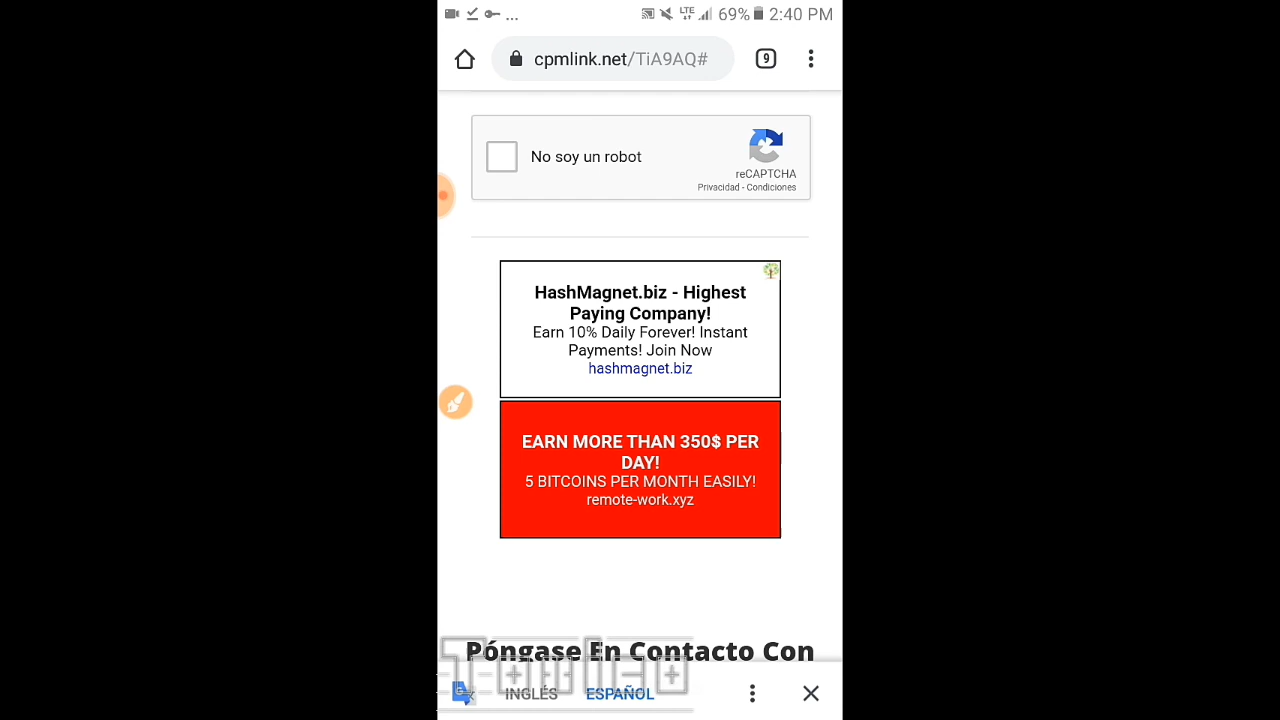 ... LTE 69% 2:40 PM
cpmlink.net/TiA9AQ# 9
No soy un robot
reCAPTCHA
Privacidad - Condiciones
HashMagnet.biz - Highest
Paying Company!
Earn 10% Daily Forever! Instant
Payments! Join Now
hashmagnet.biz
EARN MORE THAN 350$ PER
DAY!
5 BITCOINS PER MONTH EASILY!
remote-work.xyz
Póngase En Contacto Con
INGLÉS ESPAÑOL